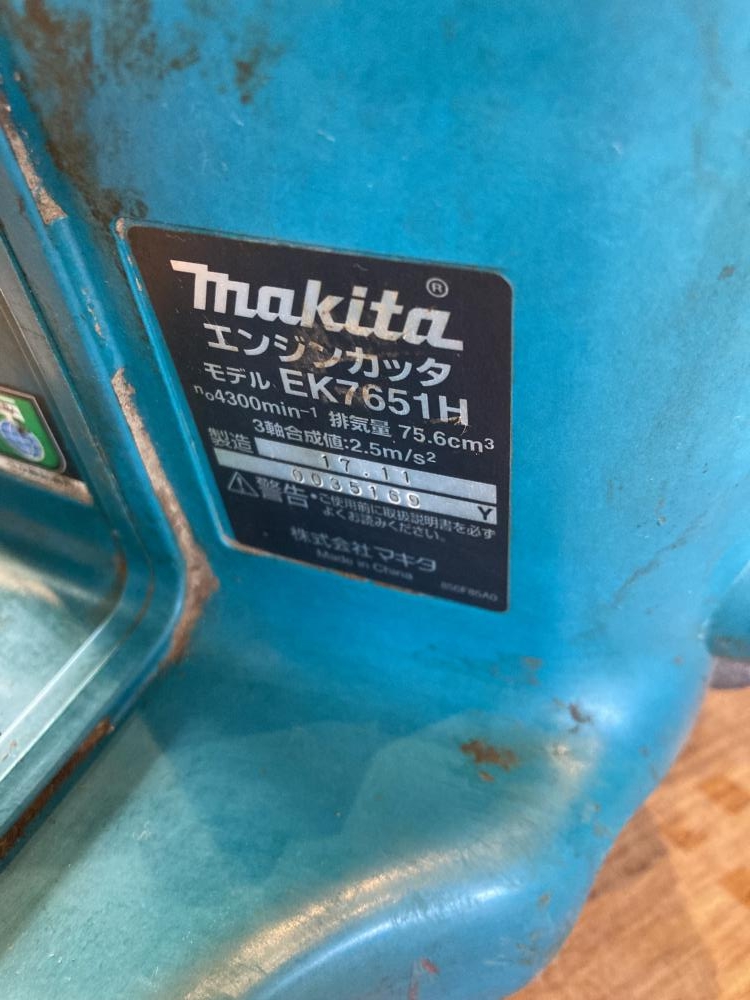 makita®
エンジンカッタ
モデル EK7651H
n₀4300min⁻¹ 排気量 75.6cm³
3軸合成値:2.5m/s²
製造 17.11
0035169 Y
⚠警告・ご使用前に取扱説明書を必ず
よくお読みください。
株式会社マキタ
Made in China